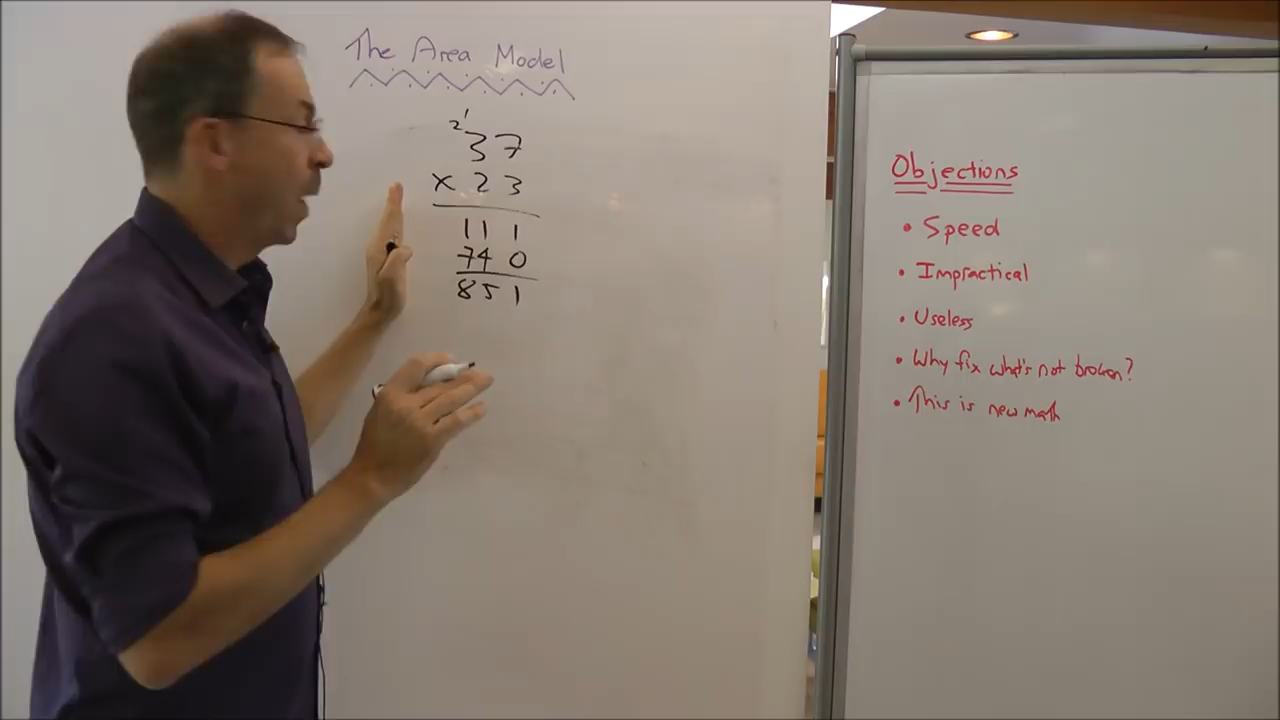 The Area Model
2 1
37
x 23
111
740
851
Objections
• Speed
• Impractical
• Useless
• Why fix what's not broken?
• This is new math